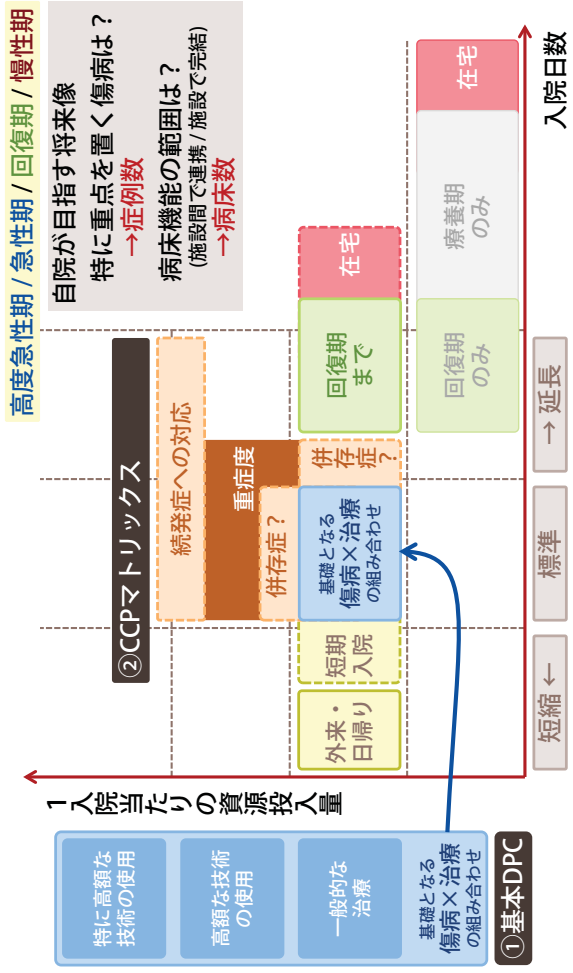 高度急性期 / 急性期 / 回復期 / 慢性期
自院が目指す将来像
特に重点を置く傷病は？
→症例数
病床機能の範囲は？
(施設間で連携 / 施設で完結)
→病床数
②CCPマトリックス
1入院当たりの資源投入量
続発症への対応
重症度
併存症？
基礎となる
傷病×治療
の組み合わせ
併存症？
短期
入院
外来・
日帰り
回復期
まで
在宅
回復期
のみ
療養期
のみ
在宅
短縮 ←
標準
→ 延長
入院日数
特に高額な
技術の使用
高額な技術
の使用
一般的な
治療
基礎となる
傷病×治療
の組み合わせ
①基本DPC